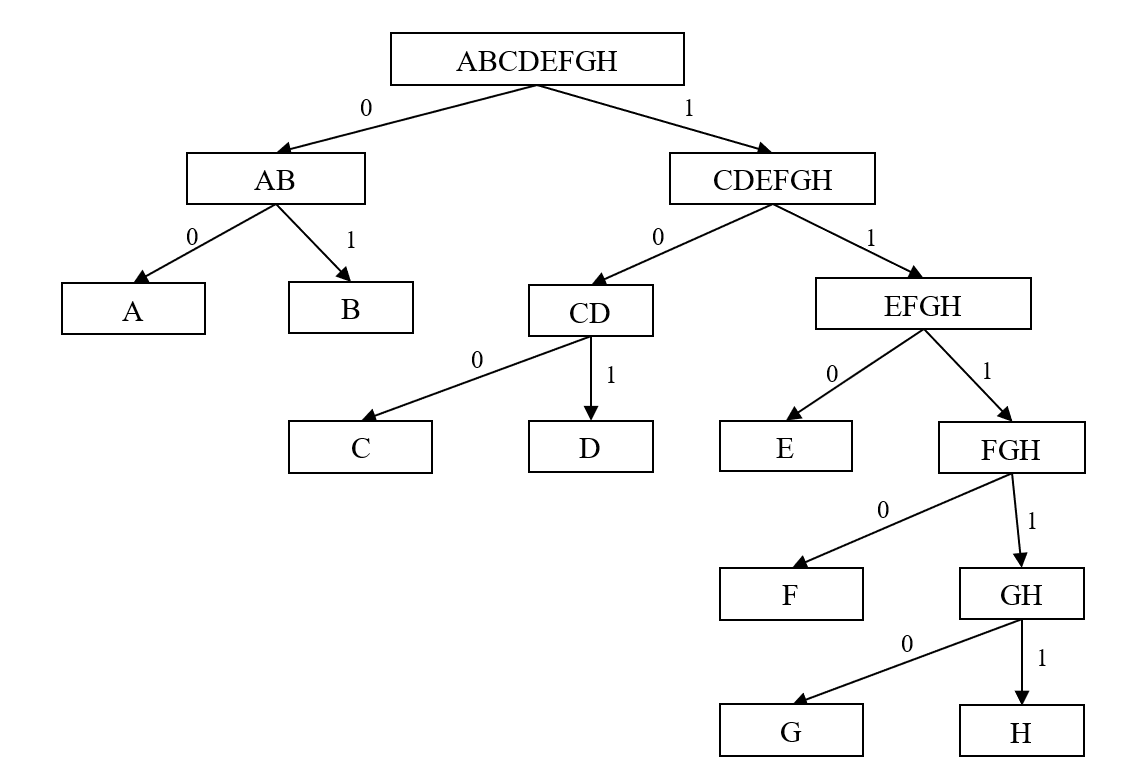 ABCDEFGH
0 1
AB CDEFGH
0 1 0 1
A B CD EFGH
0 1 0 1
C D E FGH
0 1
F GH
0 1
G H